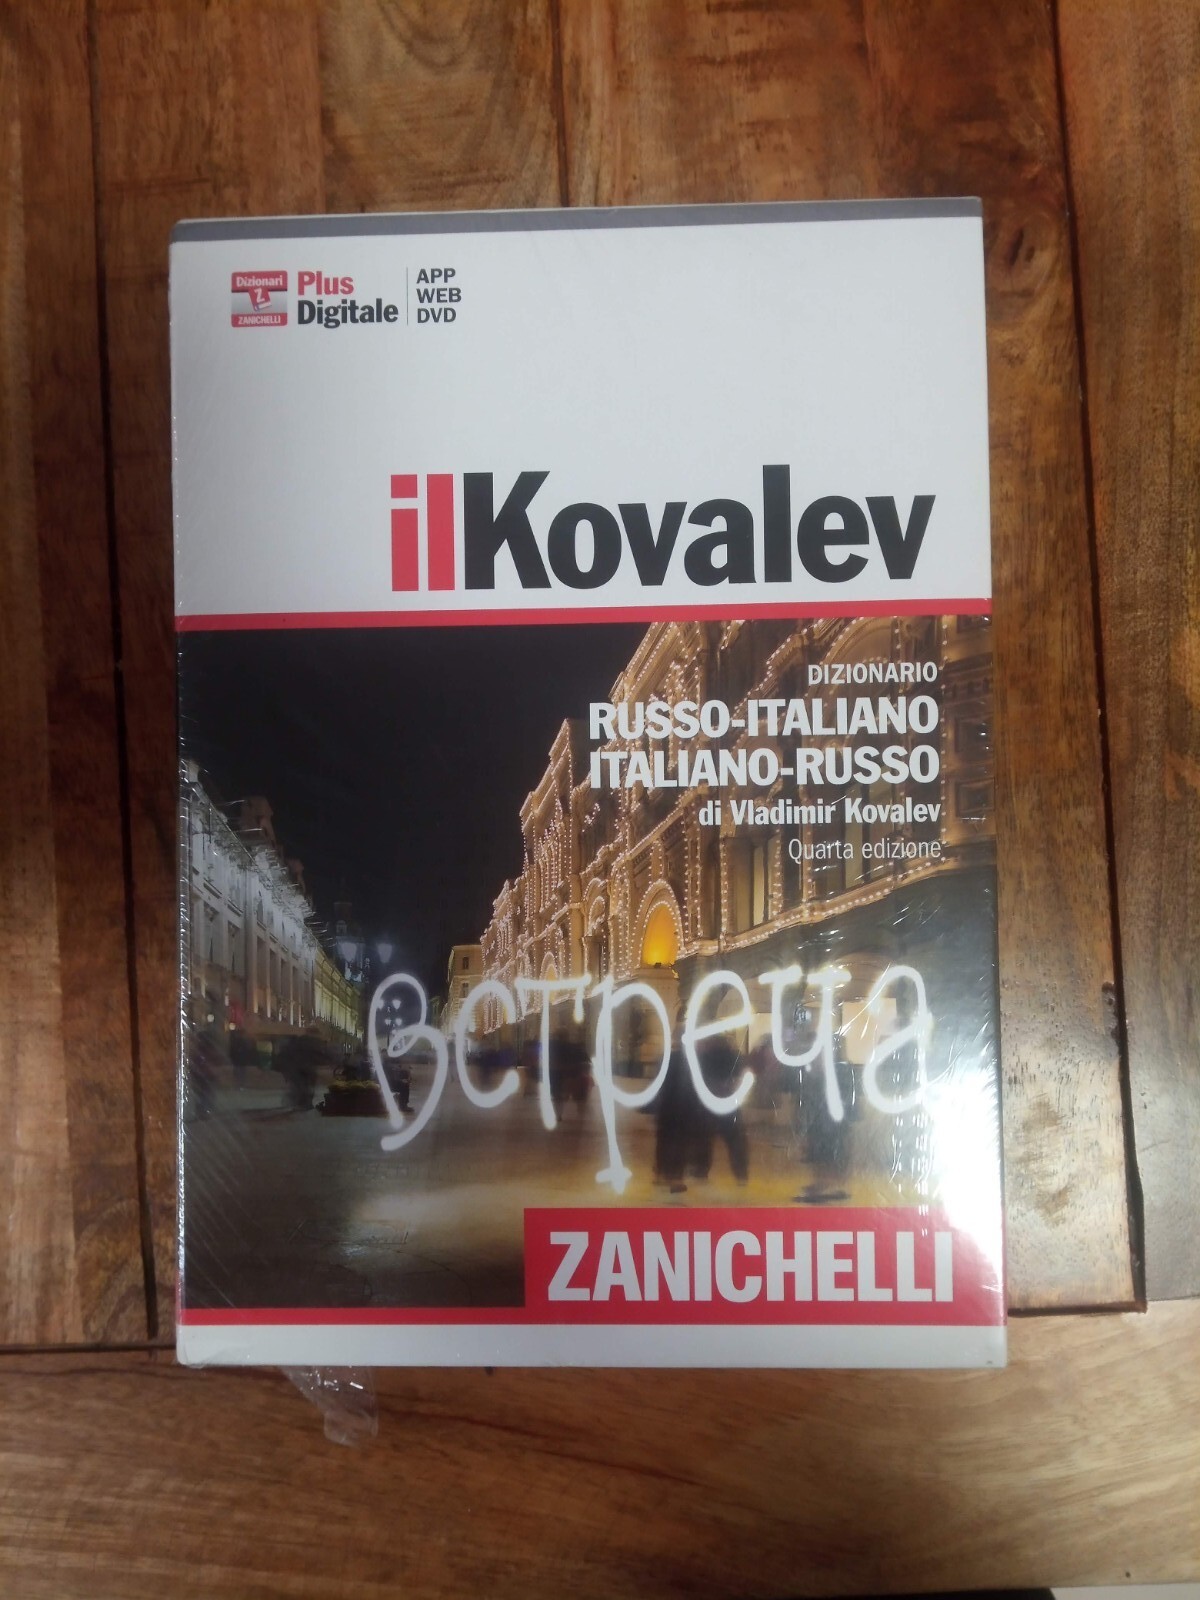 Dizionari
Z
ZANICHELLI
Plus
Digitale
APP
WEB
DVD
ilKovalev
DIZIONARIO
RUSSO-ITALIANO
ITALIANO-RUSSO
di Vladimir Kovalev
Quarta edizione
встреча
ZANICHELLI